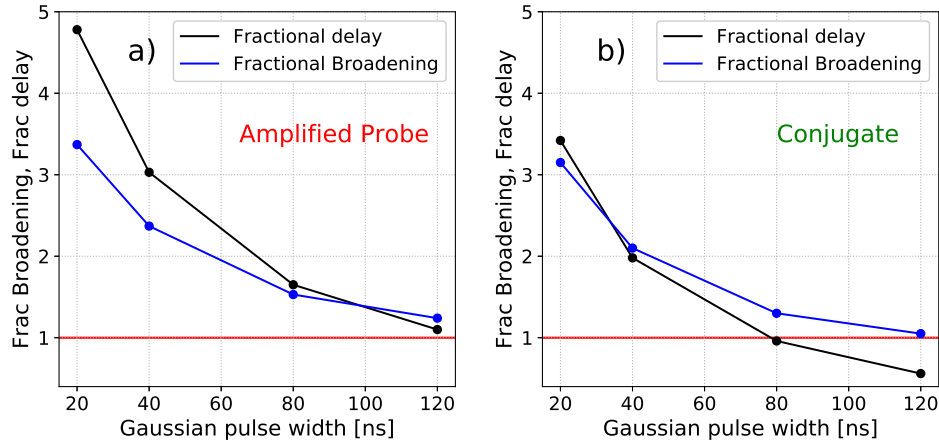 a)
Fractional delay
Fractional Broadening
Amplified Probe
5
4
3
2
1
20 40 60 80 100 120
Gaussian pulse width [ns]
Frac Broadening, Frac delay
b)
Fractional delay
Fractional Broadening
Conjugate
5
4
3
2
1
20 40 60 80 100 120
Gaussian pulse width [ns]
Frac Broadening, Frac delay